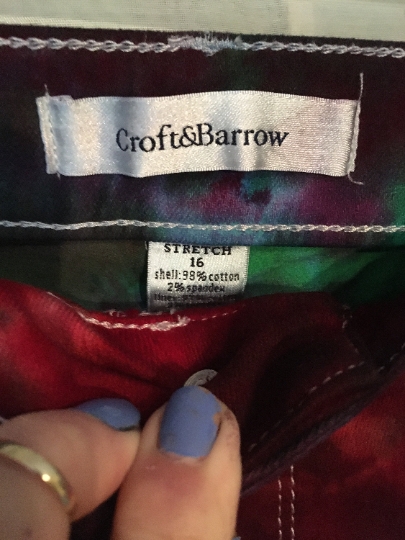 Croft&Barrow
STRETCH
16
shell:98% cotton
2% spandex